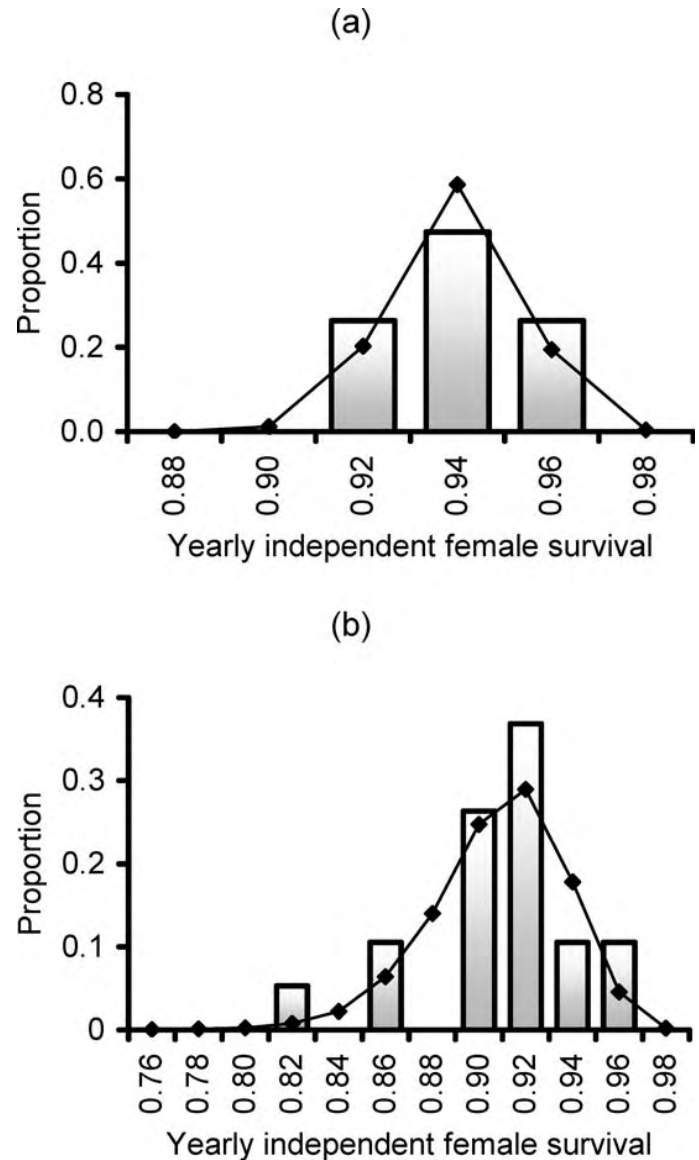 (a)
0.8
0.6
0.4
0.2
0.0
Proportion
0.88 0.90 0.92 0.94 0.96 0.98
Yearly independent female survival
(b)
0.4
0.3
0.2
0.1
0
Proportion
0.76 0.78 0.80 0.82 0.84 0.86 0.88 0.90 0.92 0.94 0.96 0.98
Yearly independent female survival